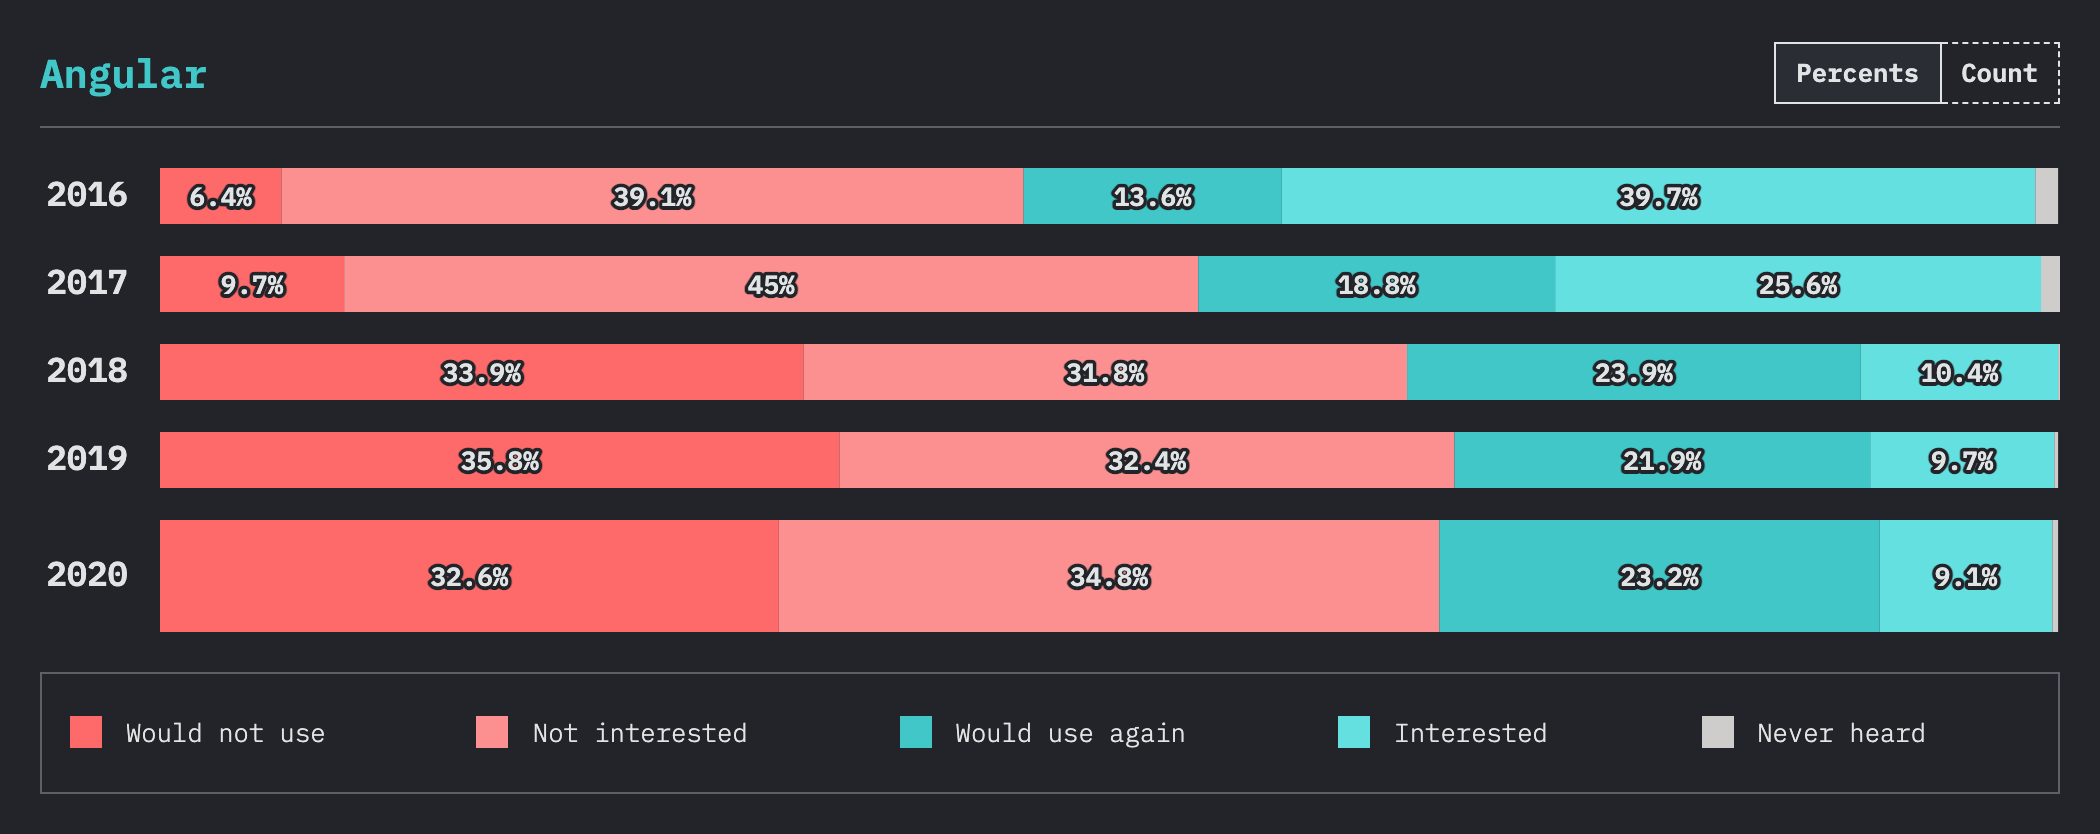 Angular
Percents Count
2016 6.4% 39.1% 13.6% 39.7%
2017 9.7% 45% 18.8% 25.6%
2018 33.9% 31.8% 23.9% 10.4%
2019 35.8% 32.4% 21.9% 9.7%
2020 32.6% 34.8% 23.2% 9.1%
Would not use Not interested Would use again Interested Never heard